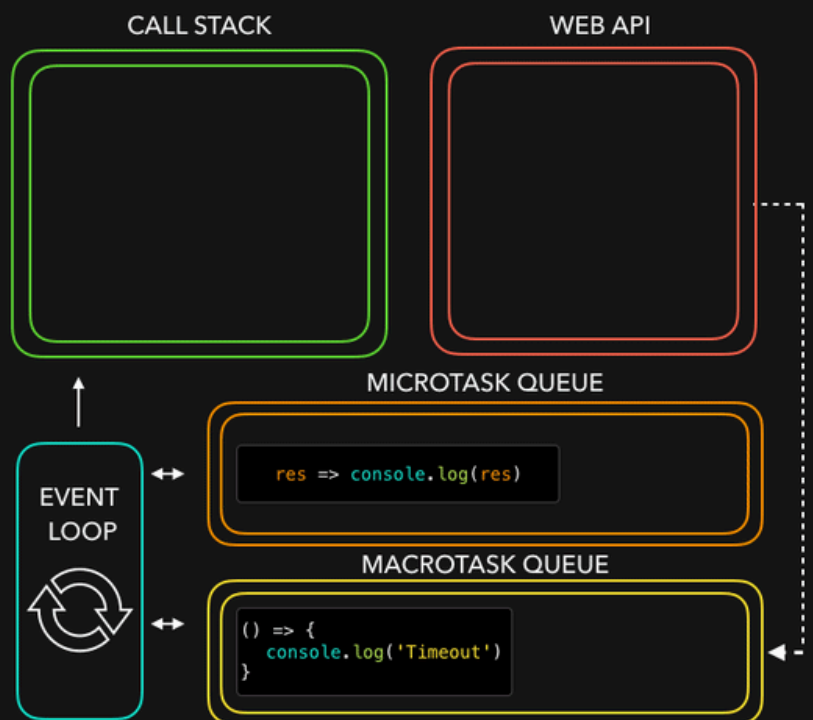 CALL STACK
WEB API
MICROTASK QUEUE
res => console.log(res)
EVENT
LOOP
MACROTASK QUEUE
() => {
console.log('Timeout')
}